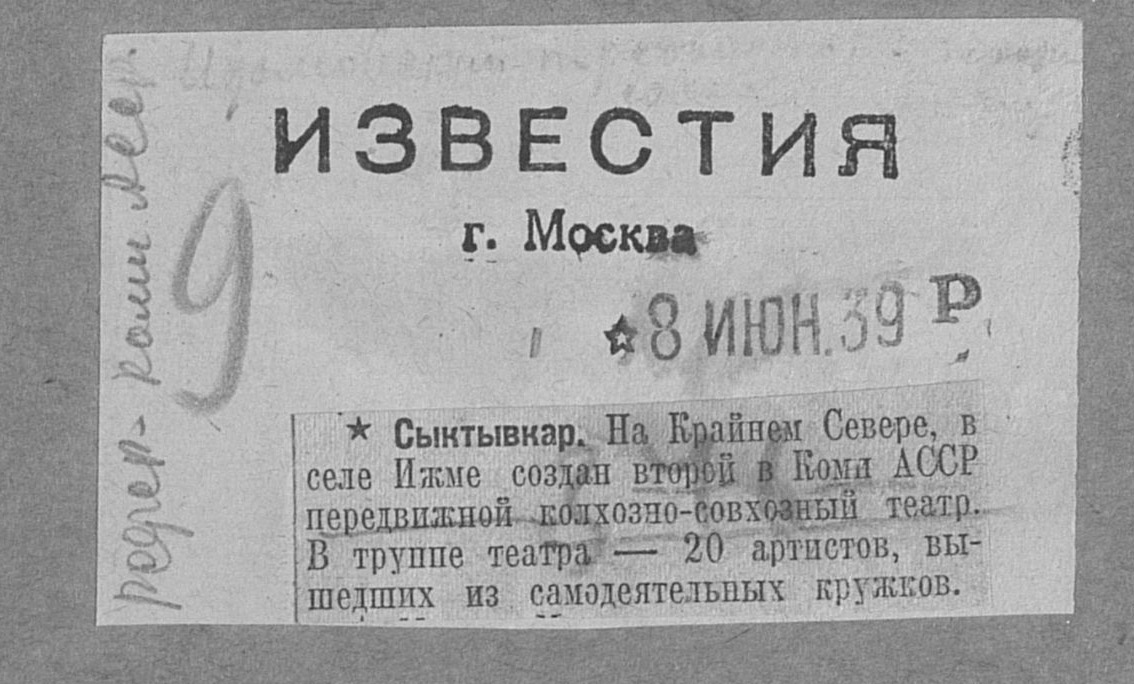 ИЗВЕСТИЯ
г. Москва
★8 ИЮН.39 Р
9
★ Сыктывкар. На Крайнем Севере, в
селе Ижме создан второй в Коми АССР
передвижной колхозно-совхозный театр.
В труппе театра — 20 артистов, вы-
шедших из самодеятельных кружков.
коми